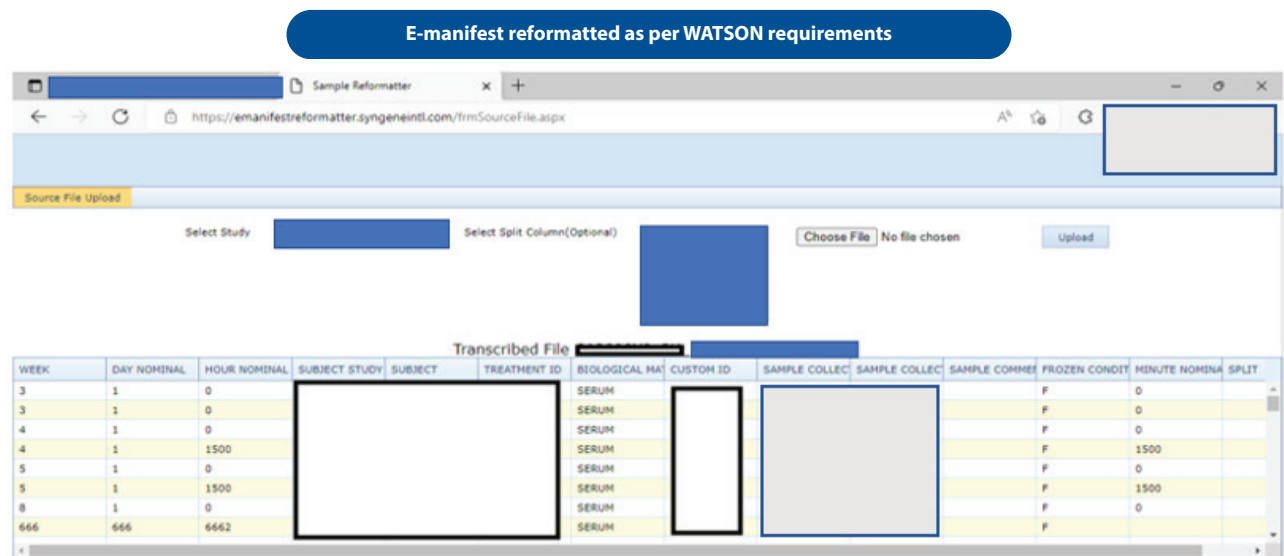 E-manifest reformatted as per WATSON requirements
Sample Reformatter
https://emanifestreformatter.syngeneintl.com/frmSourceFile.aspx
Source File Upload
Select Study Select Split Column(Optional) Choose File No file chosen Upload
Transcribed File
WEEK DAY NOMINAL HOUR NOMINAL SUBJECT STUDY SUBJECT TREATMENT ID BIOLOGICAL MA CUSTOM ID SAMPLE COLLEC SAMPLE COLLEC SAMPLE COMME FROZEN CONDIT MINUTE NOMINA SPLIT
3 1 0 SERUM F 0
3 1 0 SERUM F 0
4 1 0 SERUM F 0
4 1 1500 SERUM F 1500
5 1 0 SERUM F 0
5 1 1500 SERUM F 1500
8 1 0 SERUM F 0
666 666 6662 SERUM F